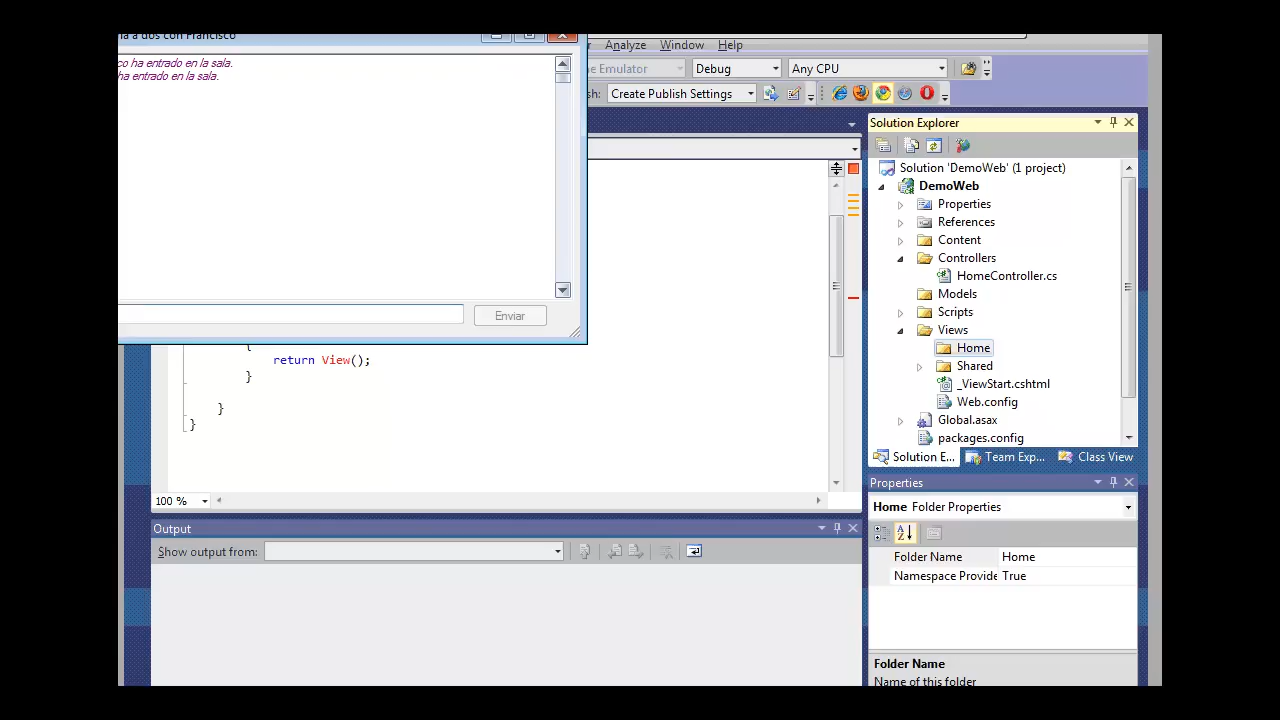 a dos con Francisco
co ha entrado en la sala.
ha entrado en la sala.
Enviar
Analyze Window Help
ne Emulator
Debug
Any CPU
sh:
Create Publish Settings
return View();
}
}
}
100 %
Output
Show output from:
Solution Explorer
Solution 'DemoWeb' (1 project)
DemoWeb
Properties
References
Content
Controllers
HomeController.cs
Models
Scripts
Views
Home
Shared
_ViewStart.cshtml
Web.config
Global.asax
packages.config
Solution E...
Team Exp...
Class View
Properties
Home Folder Properties
Folder Name Home
Namespace Provide True
Folder Name
Name of this folder